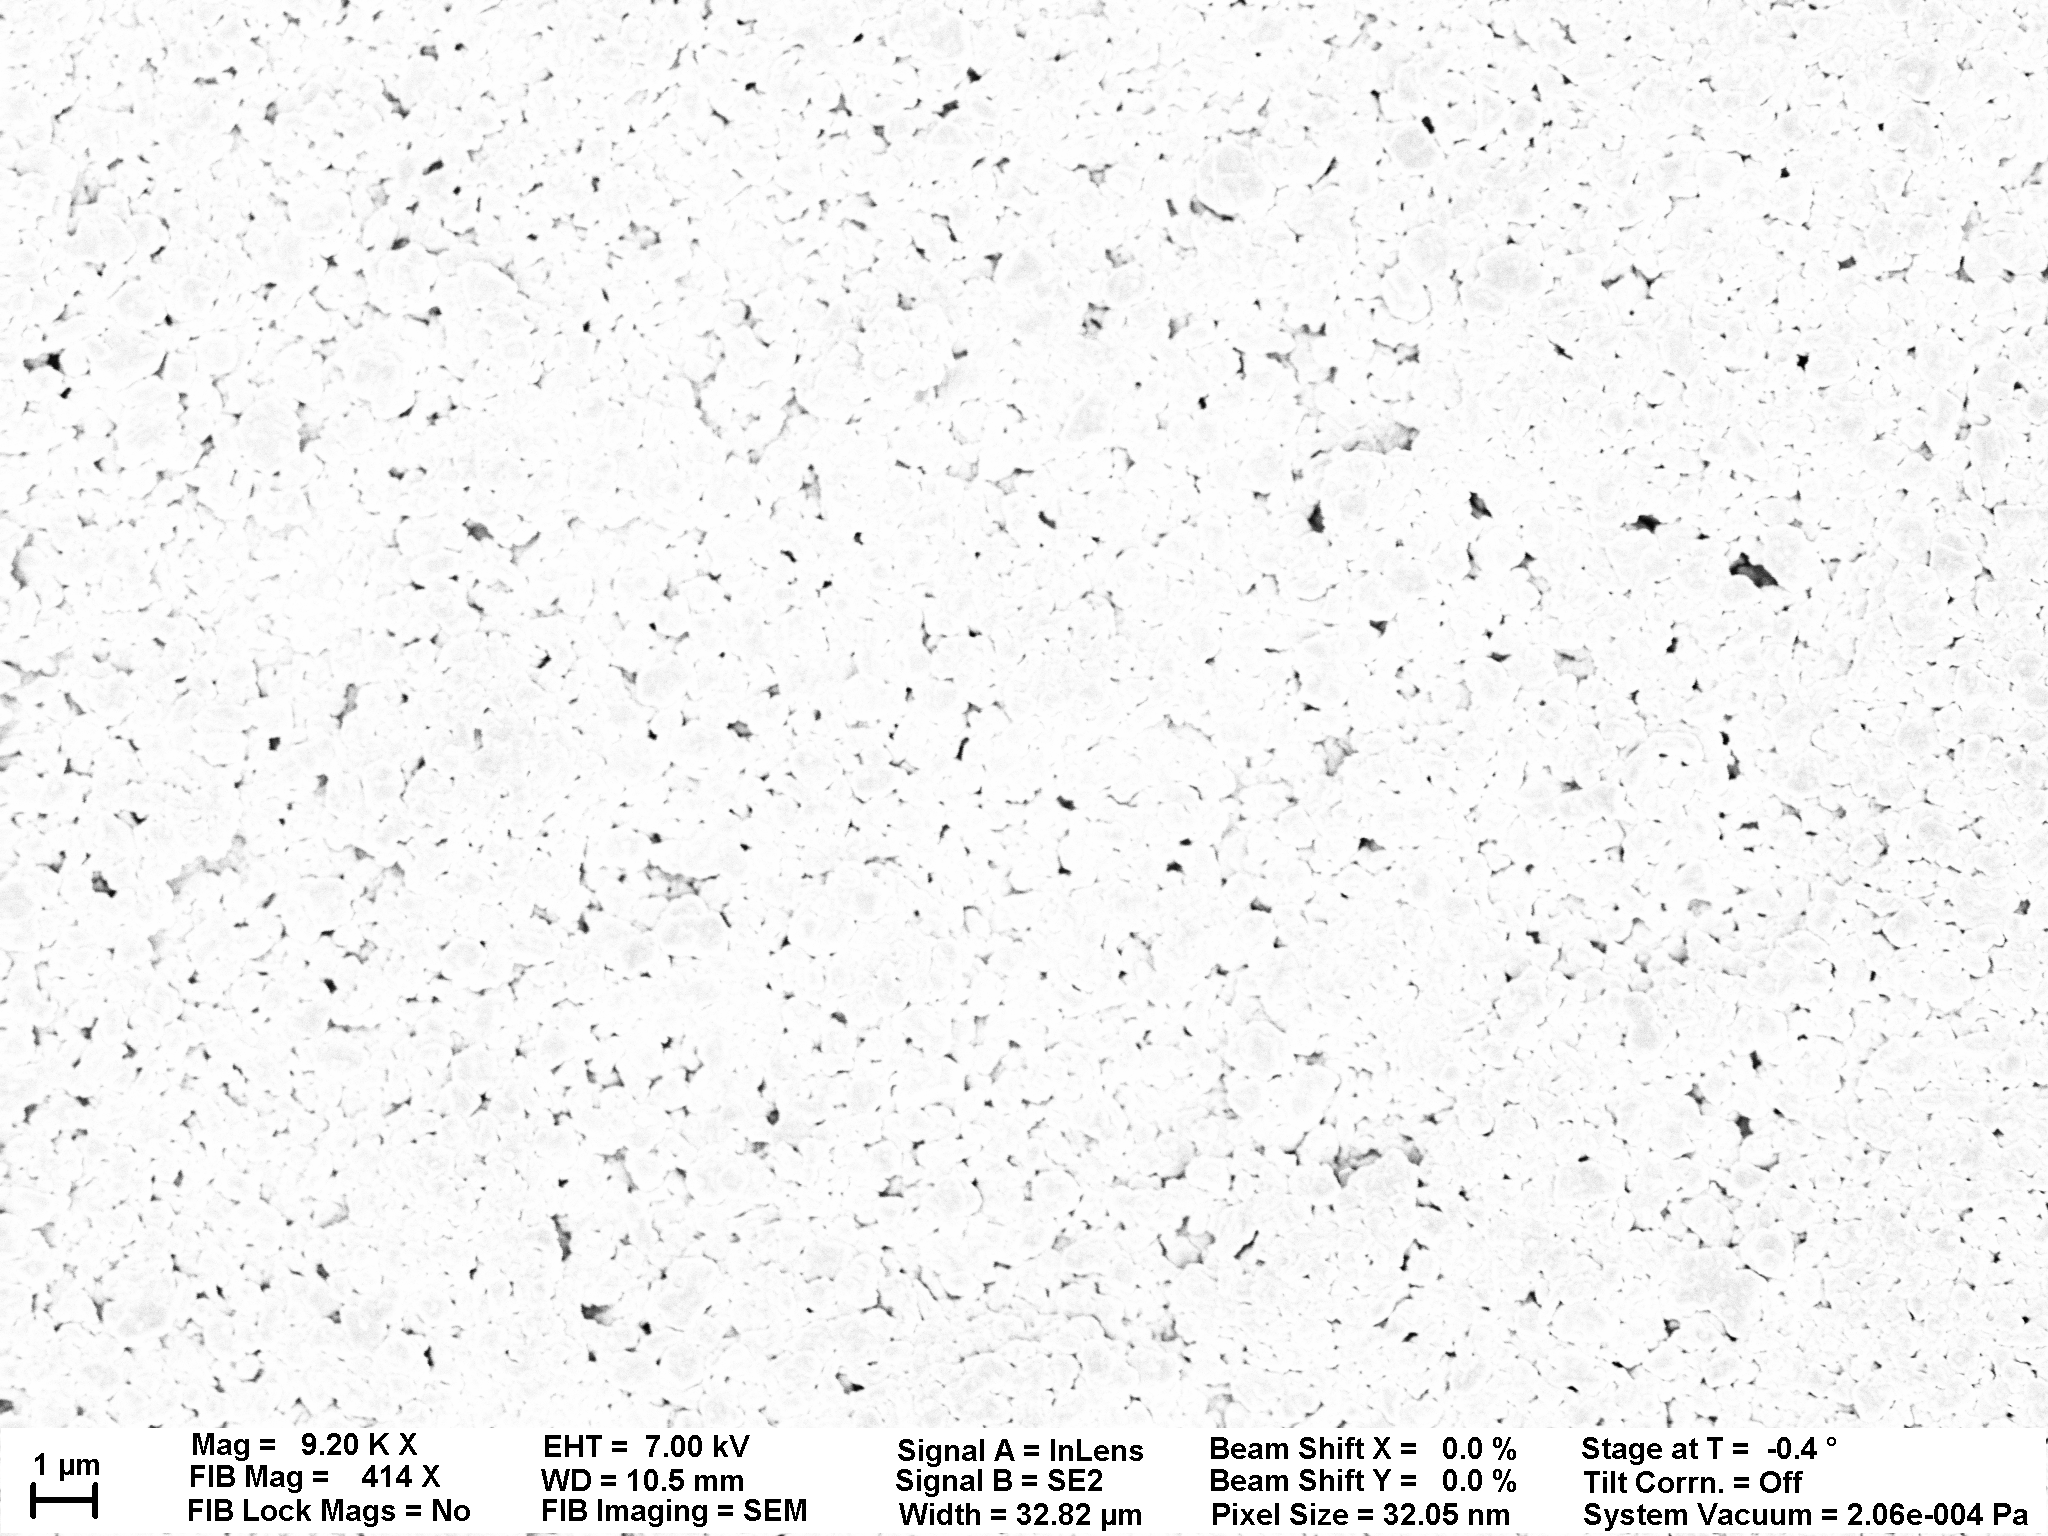 1 µm
Mag = 9.20 K X
FIB Mag = 414 X
FIB Lock Mags = No
EHT = 7.00 kV
WD = 10.5 mm
FIB Imaging = SEM
Signal A = InLens
Signal B = SE2
Width = 32.82 µm
Beam Shift X = 0.0 %
Beam Shift Y = 0.0 %
Pixel Size = 32.05 nm
Stage at T = -0.4 °
Tilt Corrn. = Off
System Vacuum = 2.06e-004 Pa